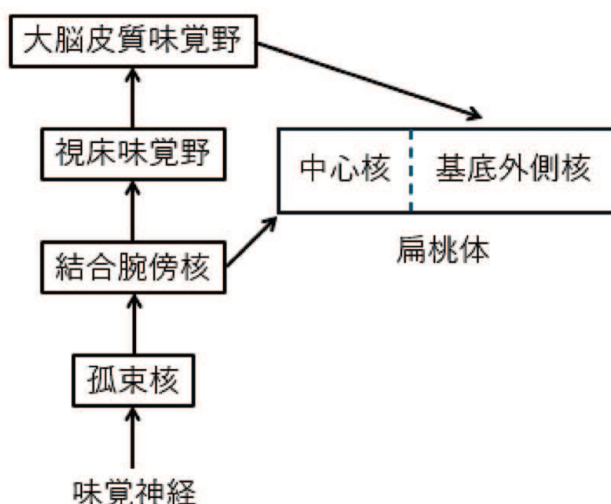 大脳皮質味覚野
視床味覚野
中心核
基底外側核
結合腕傍核
扁桃体
孤束核
味覚神経